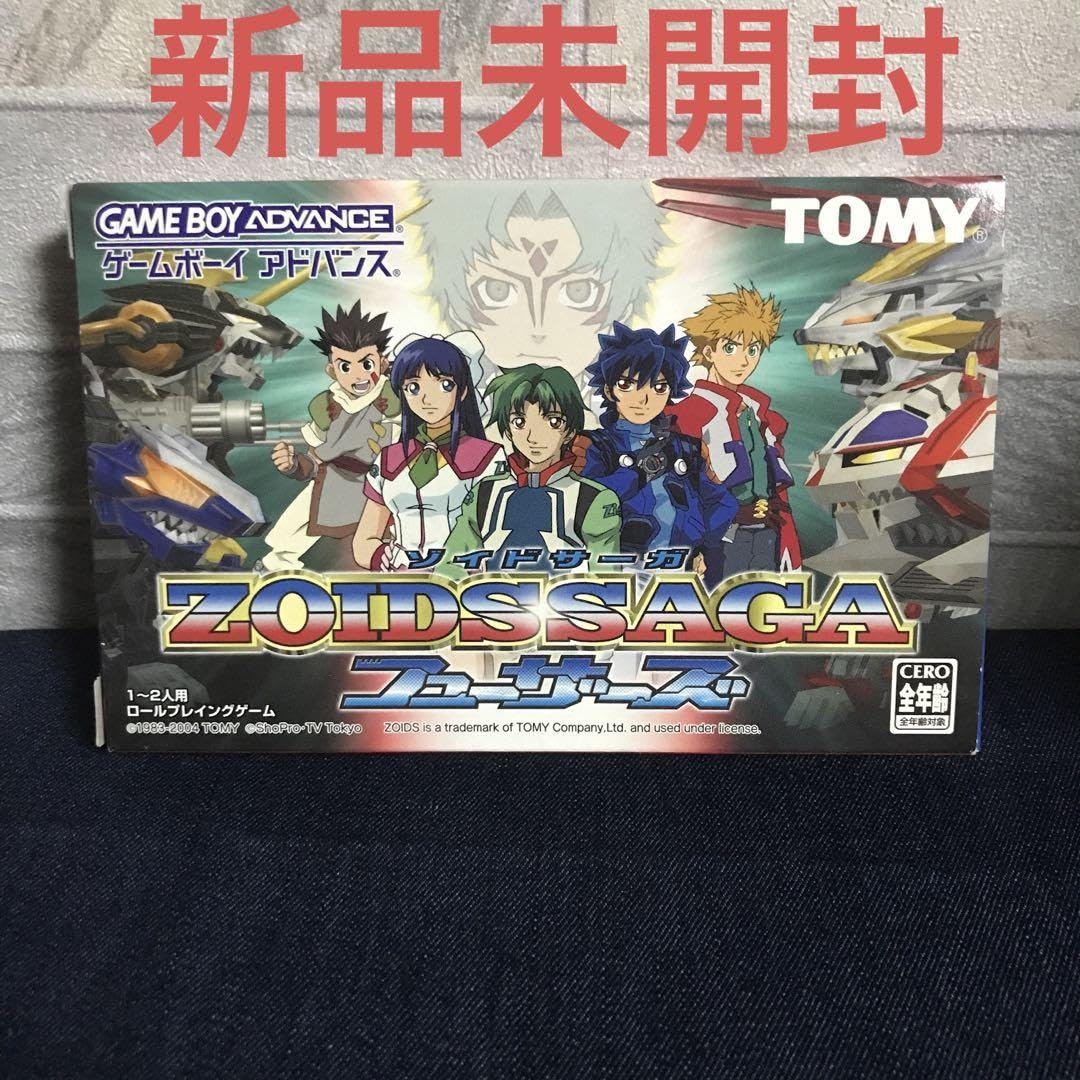 新品未開封
GAME BOY ADVANCE®
ゲームボーイ アドバンス®
TOMY®
ゾイドサーガ
ZOIDS SAGA
フューザーズ
1~2人用
ロールプレイングゲーム
©1983-2004 TOMY ©ShoPro・TV Tokyo
ZOIDS is a trademark of TOMY Company,Ltd. and used under license.
CERO
全年齢
全年齢対象